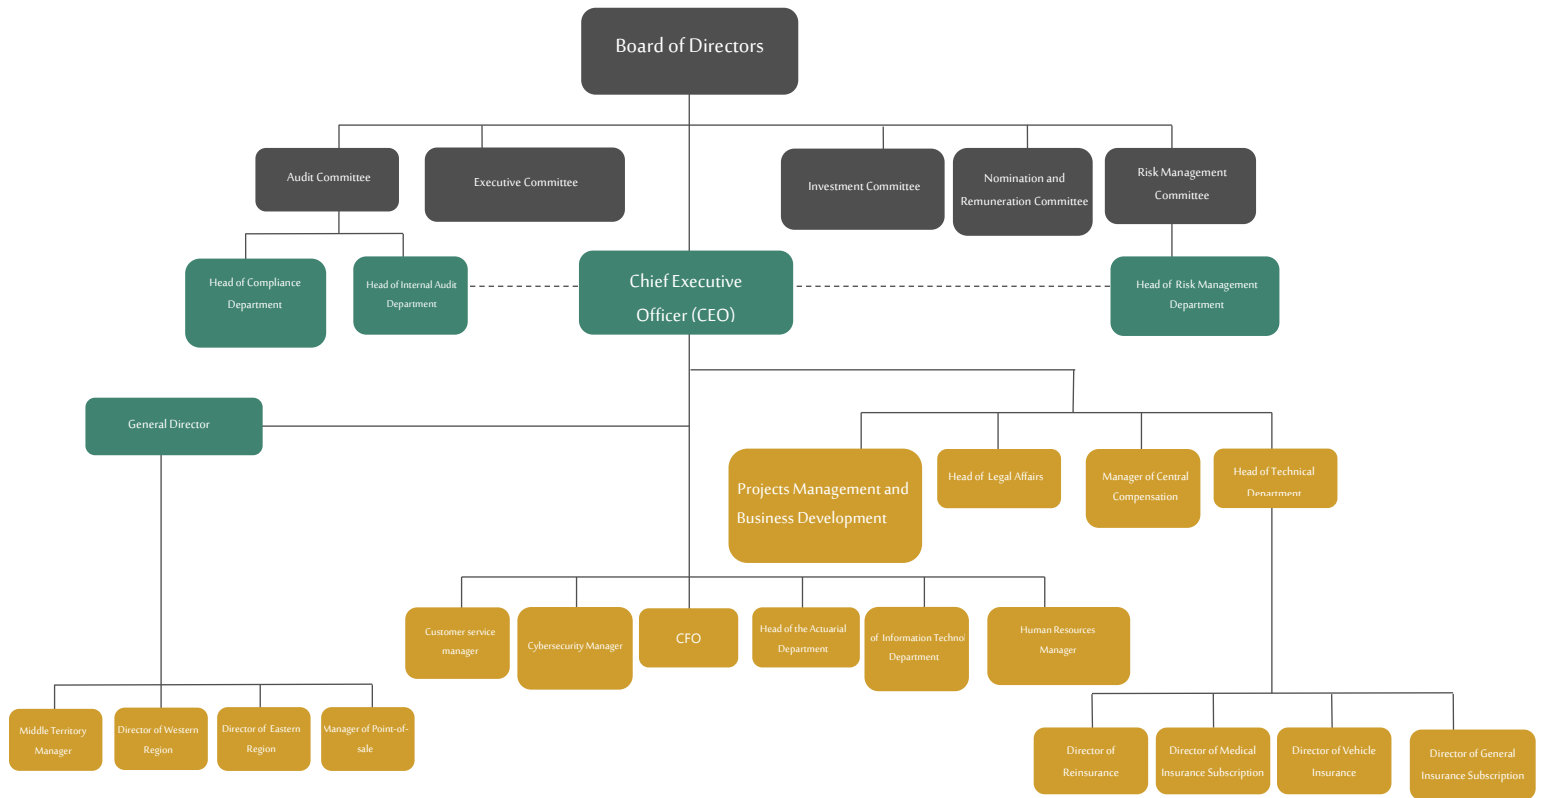 Board of Directors
Audit Committee
Executive Committee
Investment Committee
Nomination and
Remuneration Committee
Risk Management
Committee
Head of Compliance
Department
Head of Internal Audit
Department
Chief Executive
Officer (CEO)
Head of Risk Management
Department
General Director
Projects Management and
Business Development
Head of Legal Affairs
Manager of Central
Compensation
Head of Technical
Department
Customer service
manager
Cybersecurity Manager
CFO
Head of the Actuarial
Department
of Information Technol
Department
Human Resources
Manager
Middle Territory
Manager
Director of Western
Region
Director of Eastern
Region
Manager of Point-of-
sale
Director of
Reinsurance
Director of Medical
Insurance Subscription
Director of Vehicle
Insurance
Director of General
Insurance Subscription